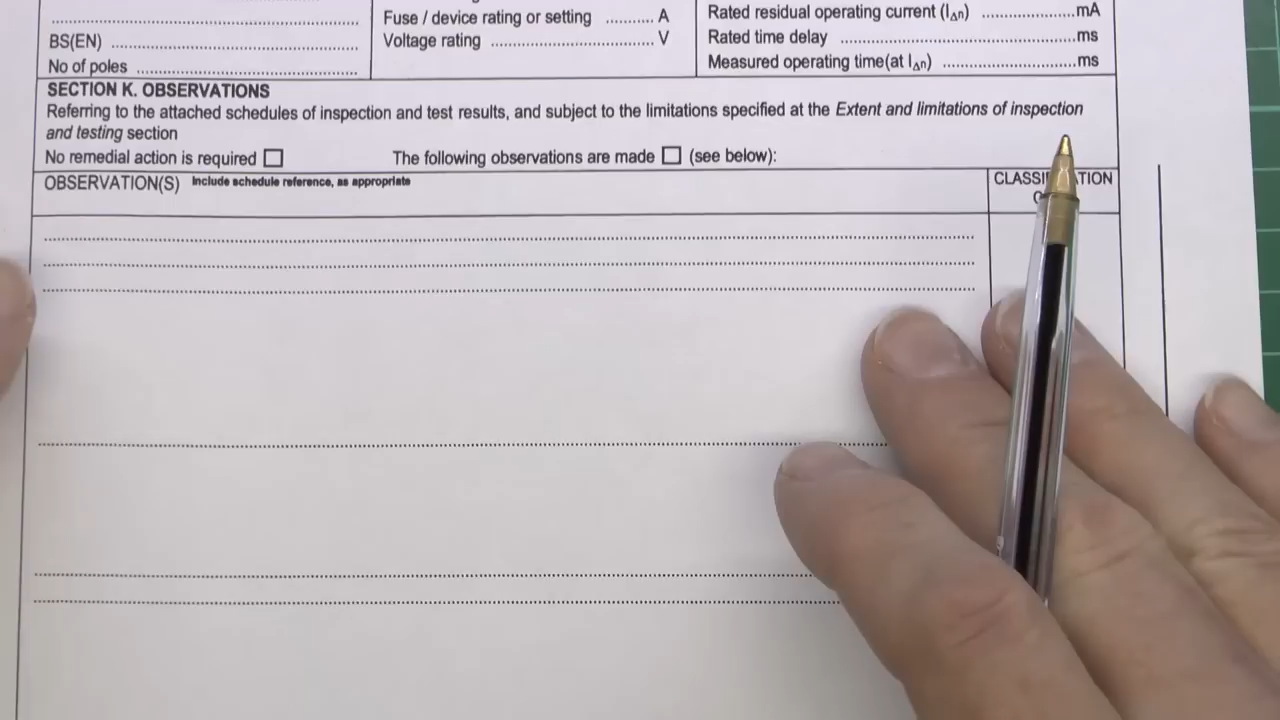 Fuse / device rating or setting ........... A
Rated residual operating current (IΔn) ......................mA
BS(EN) .......................................................
Voltage rating ..................................... V
Rated time delay .....................................................ms
No of poles ..................................................
Measured operating time(at IΔn) ..............................ms
SECTION K. OBSERVATIONS
Referring to the attached schedules of inspection and test results, and subject to the limitations specified at the Extent and limitations of inspection
and testing section
No remedial action is required ☐ The following observations are made ☐ (see below):
OBSERVATION(S) Include schedule reference, as appropriate